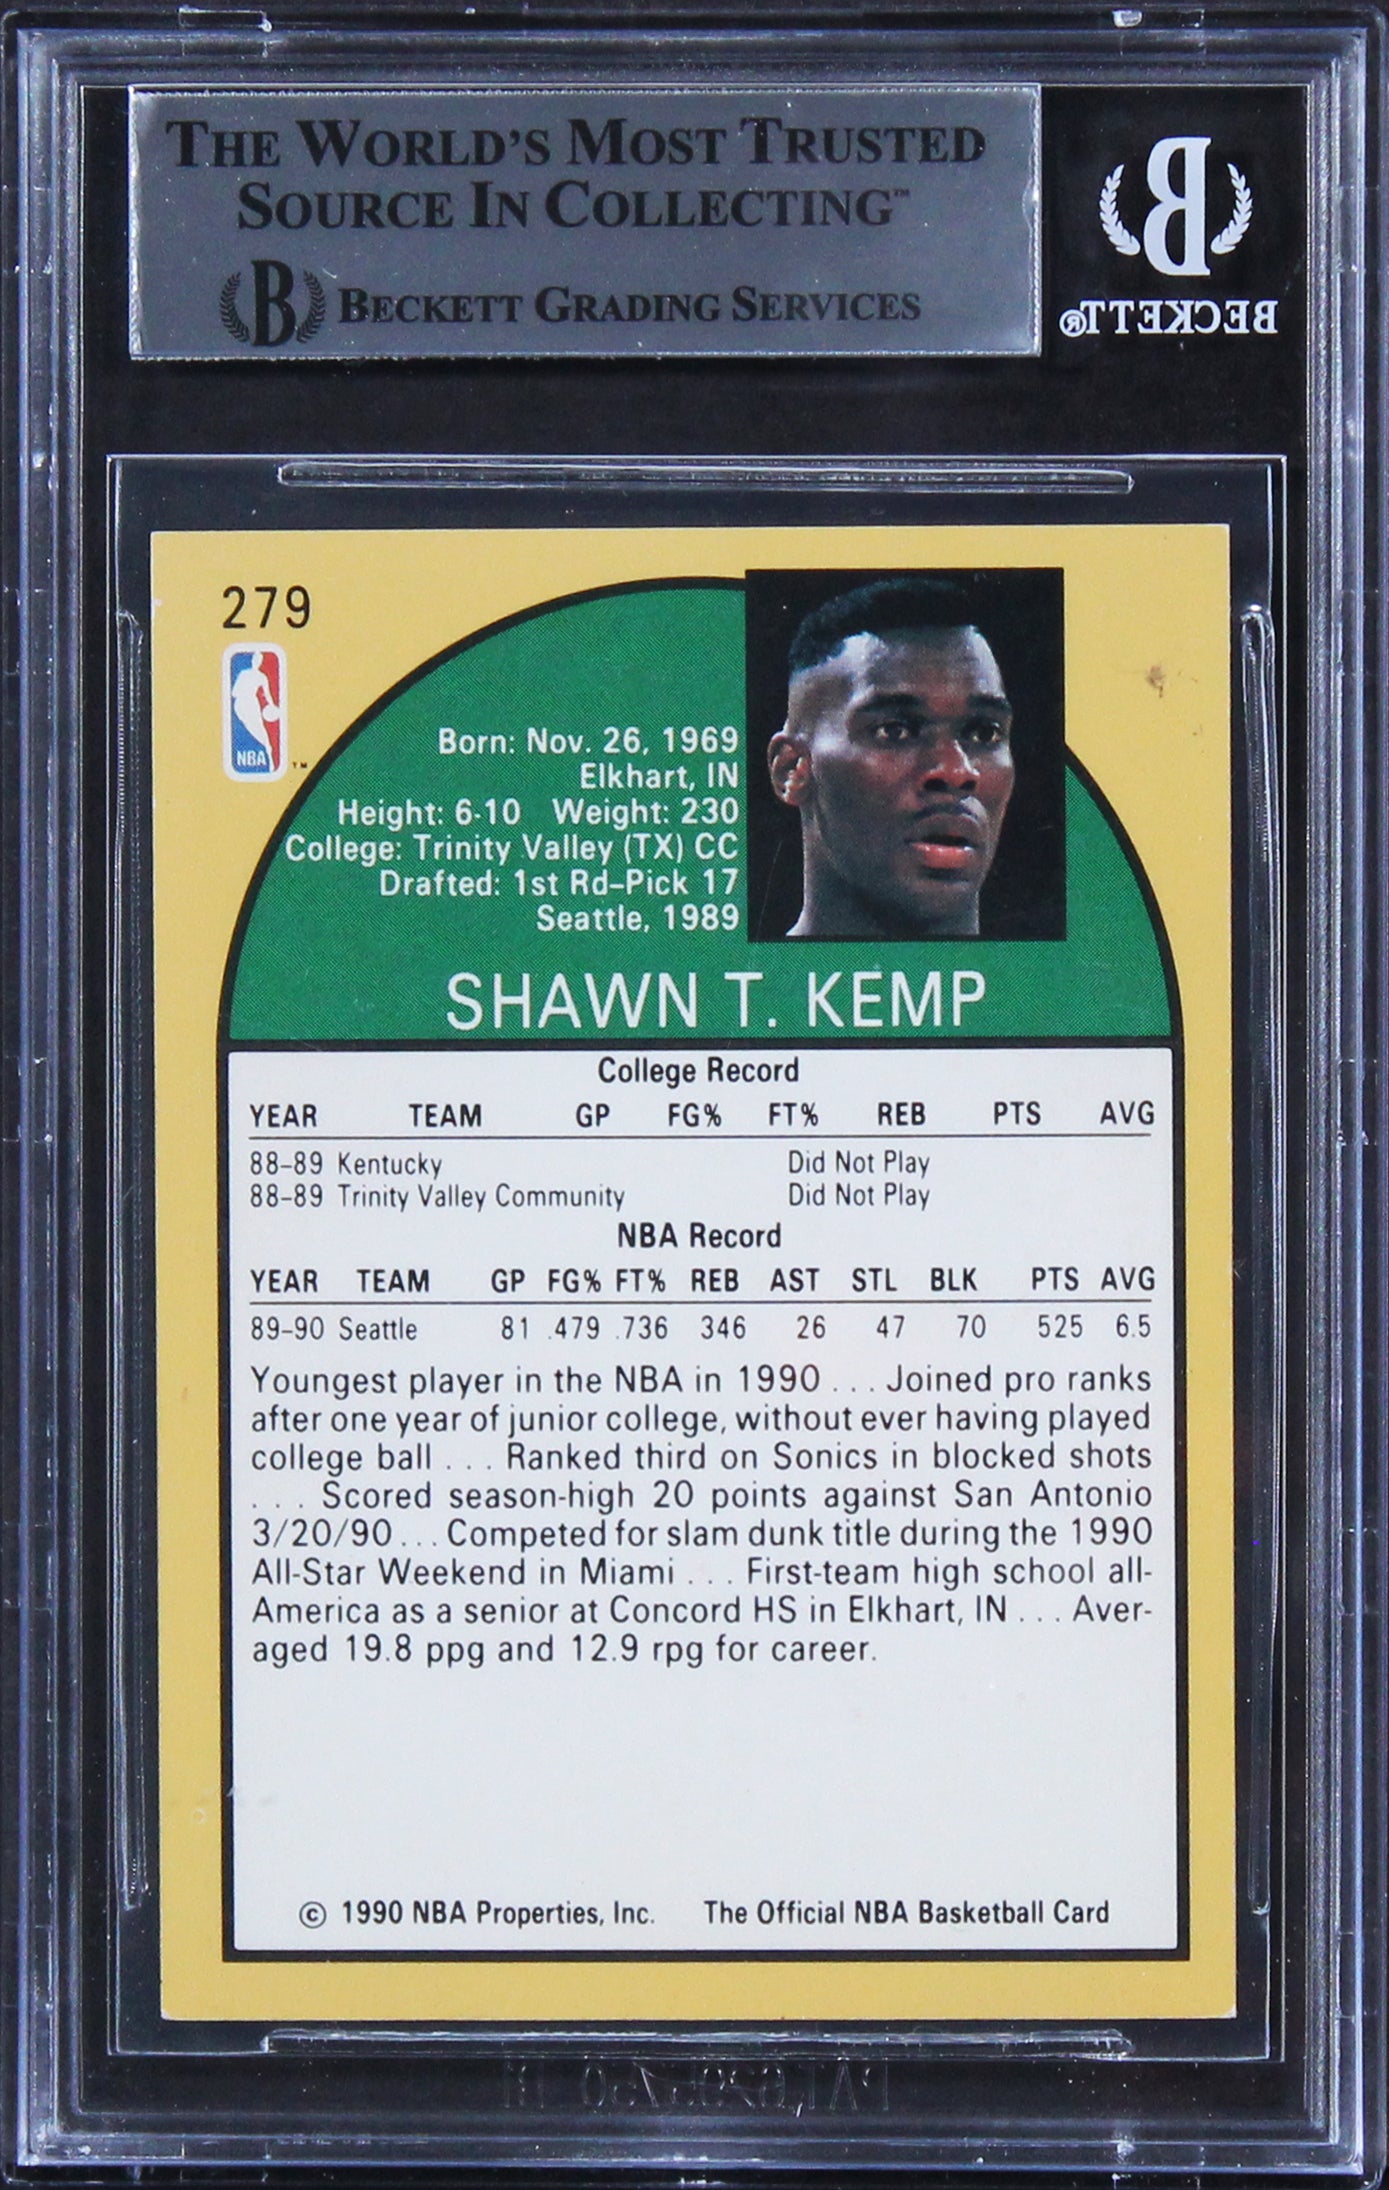 THE WORLD'S MOST TRUSTED
SOURCE IN COLLECTING™
B BECKETT GRADING SERVICES
B
BECKETT®
279
NBA ™
Born: Nov. 26, 1969
Elkhart, IN
Height: 6-10 Weight: 230
College: Trinity Valley (TX) CC
Drafted: 1st Rd–Pick 17
Seattle, 1989
SHAWN T. KEMP
College Record
YEAR TEAM GP FG% FT% REB PTS AVG
88–89 Kentucky Did Not Play
88–89 Trinity Valley Community Did Not Play
NBA Record
YEAR TEAM GP FG% FT% REB AST STL BLK PTS AVG
89–90 Seattle 81 .479 .736 346 26 47 70 525 6.5
Youngest player in the NBA in 1990 . . . Joined pro ranks
after one year of junior college, without ever having played
college ball . . . Ranked third on Sonics in blocked shots
. . . Scored season-high 20 points against San Antonio
3/20/90 . . . Competed for slam dunk title during the 1990
All-Star Weekend in Miami . . . First-team high school all-
America as a senior at Concord HS in Elkhart, IN . . . Aver-
aged 19.8 ppg and 12.9 rpg for career.
© 1990 NBA Properties, Inc. The Official NBA Basketball Card